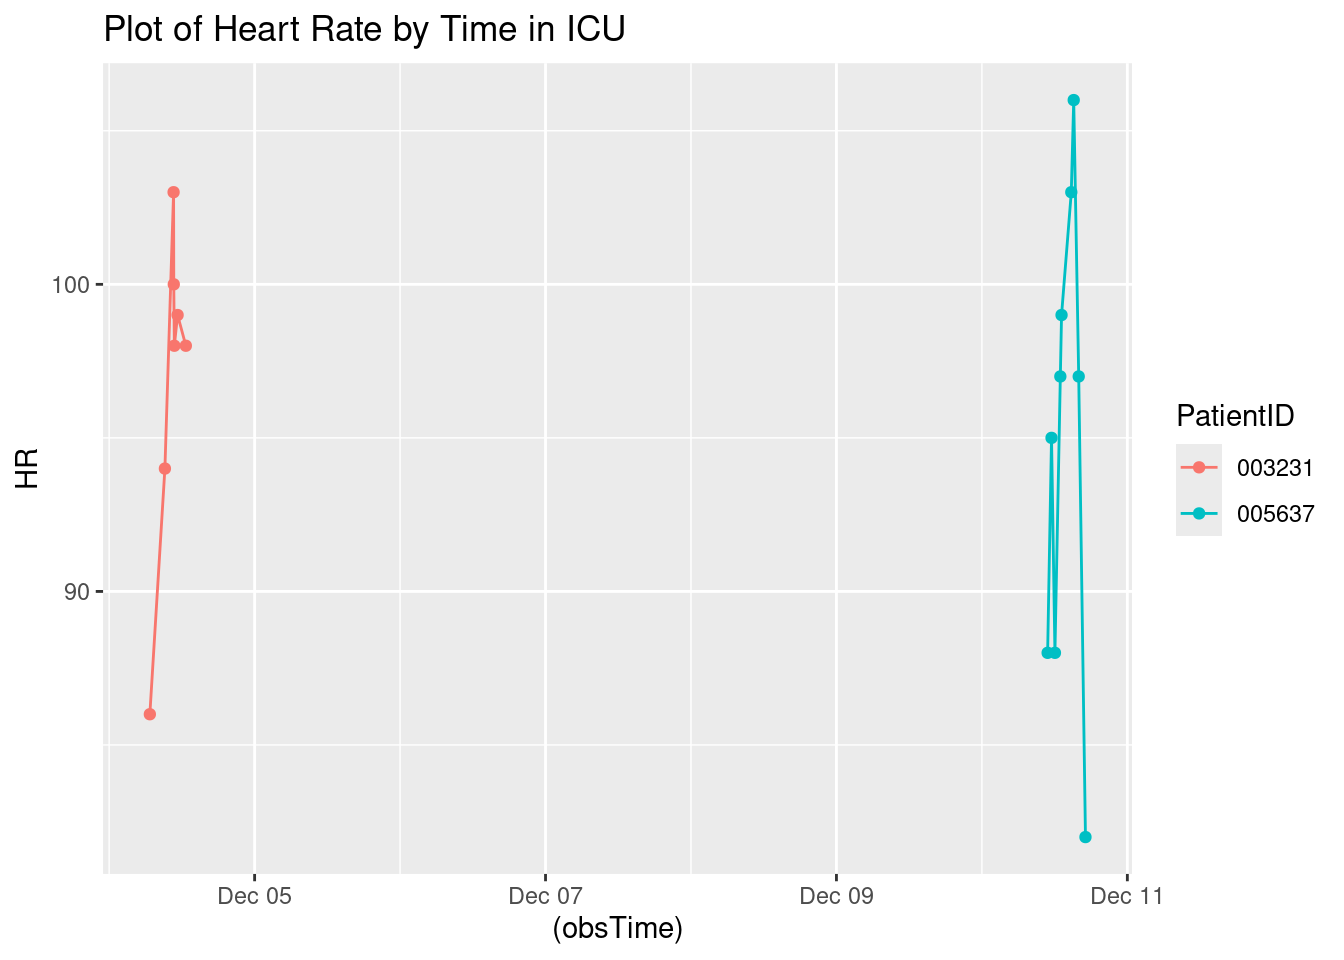 Plot of Heart Rate by Time in ICU
100
90
HR
Dec 05
Dec 07
Dec 09
Dec 11
(obsTime)
PatientID
003231
005637